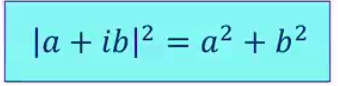 |a + ib|² = a² + b²